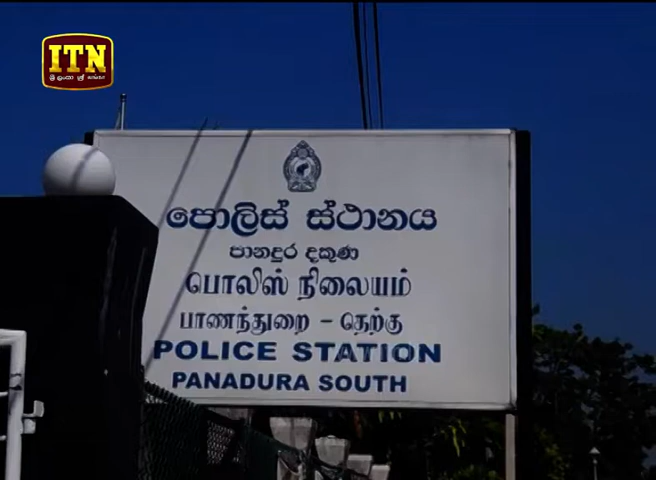 ITN
පොලිස් ස්ථානය
පානදුර දකුණ
பொலிஸ் நிலையம்
பாணந்துறை - தெற்கு
POLICE STATION
PANADURA SOUTH